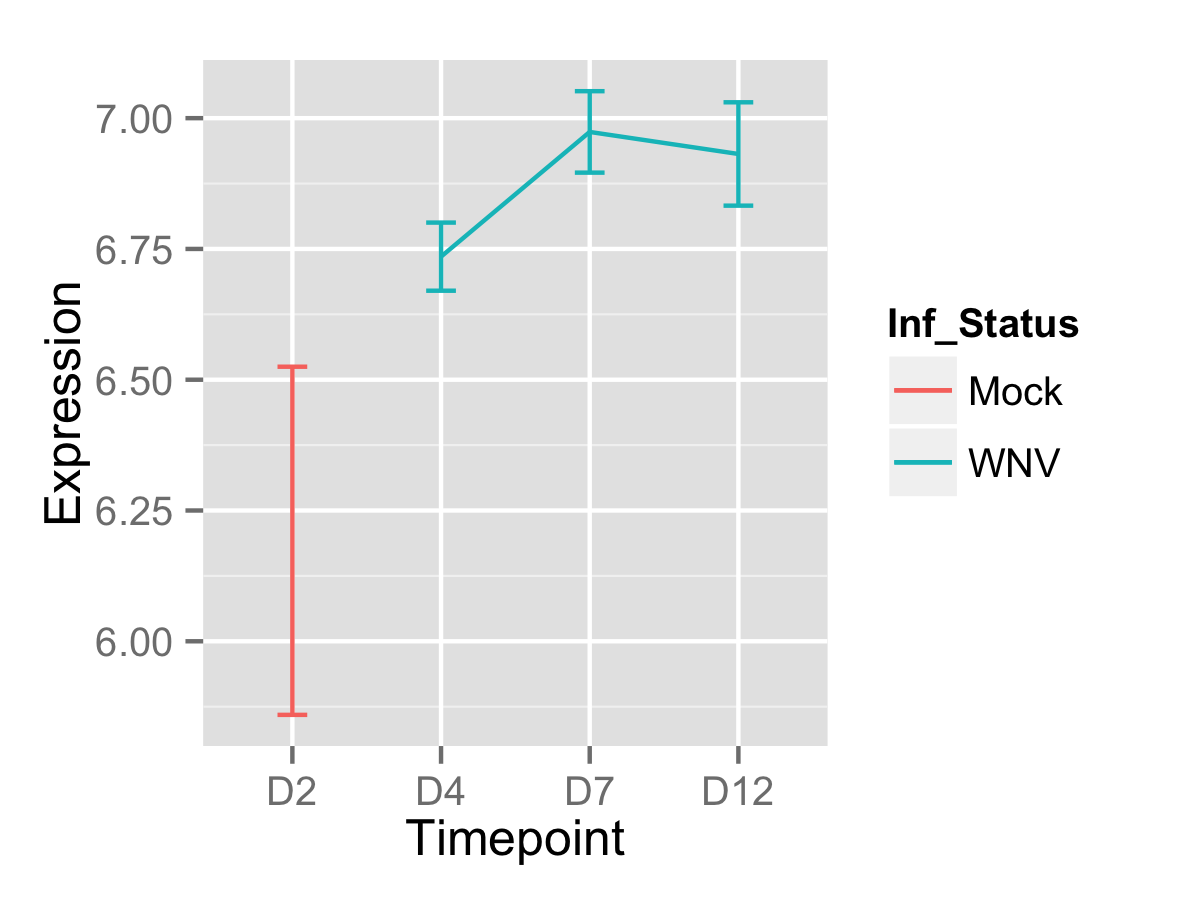 7.00
6.75
6.50
6.25
6.00
Expression
D2 D4 D7 D12
Timepoint
Inf_Status
Mock
WNV